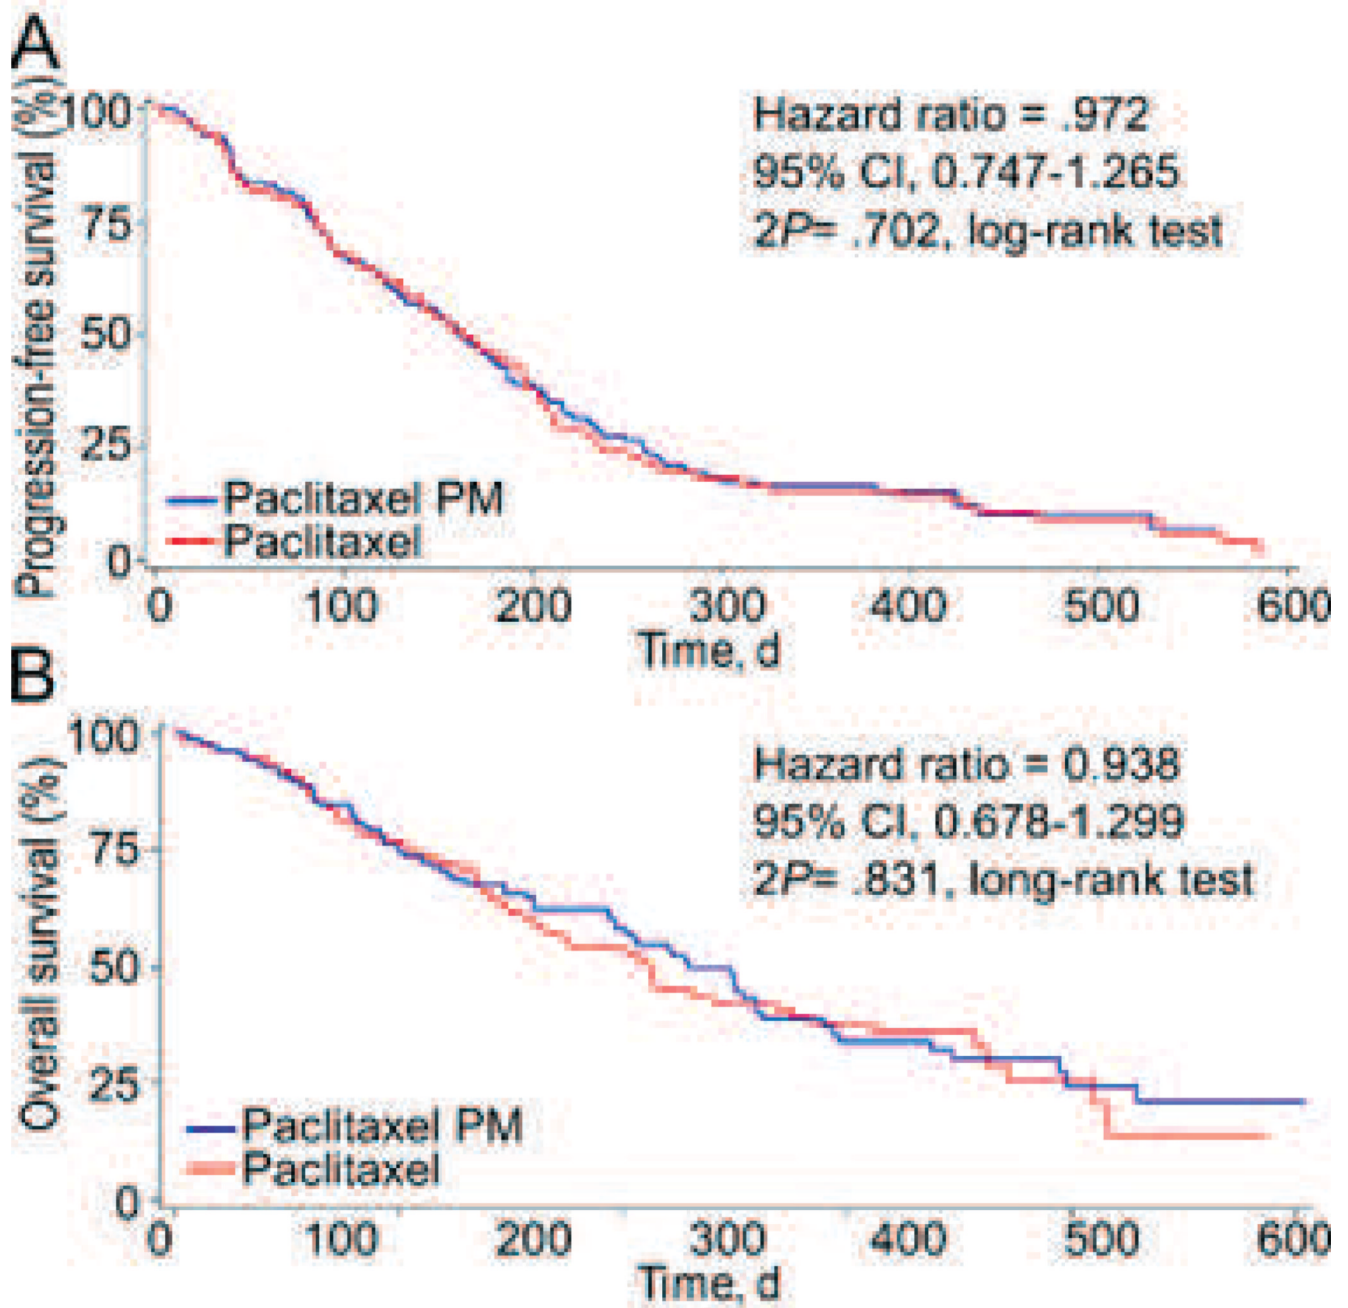 A
Progression-free survival (%)
100
75
50
25
0
Hazard ratio = .972
95% CI, 0.747-1.265
2P= .702, log-rank test
Paclitaxel PM
Paclitaxel
0 100 200 300 400 500 600
Time, d
B
Overall survival (%)
100
75
50
25
0
Hazard ratio = 0.938
95% CI, 0.678-1.299
2P= .831, long-rank test
Paclitaxel PM
Paclitaxel
0 100 200 300 400 500 600
Time, d